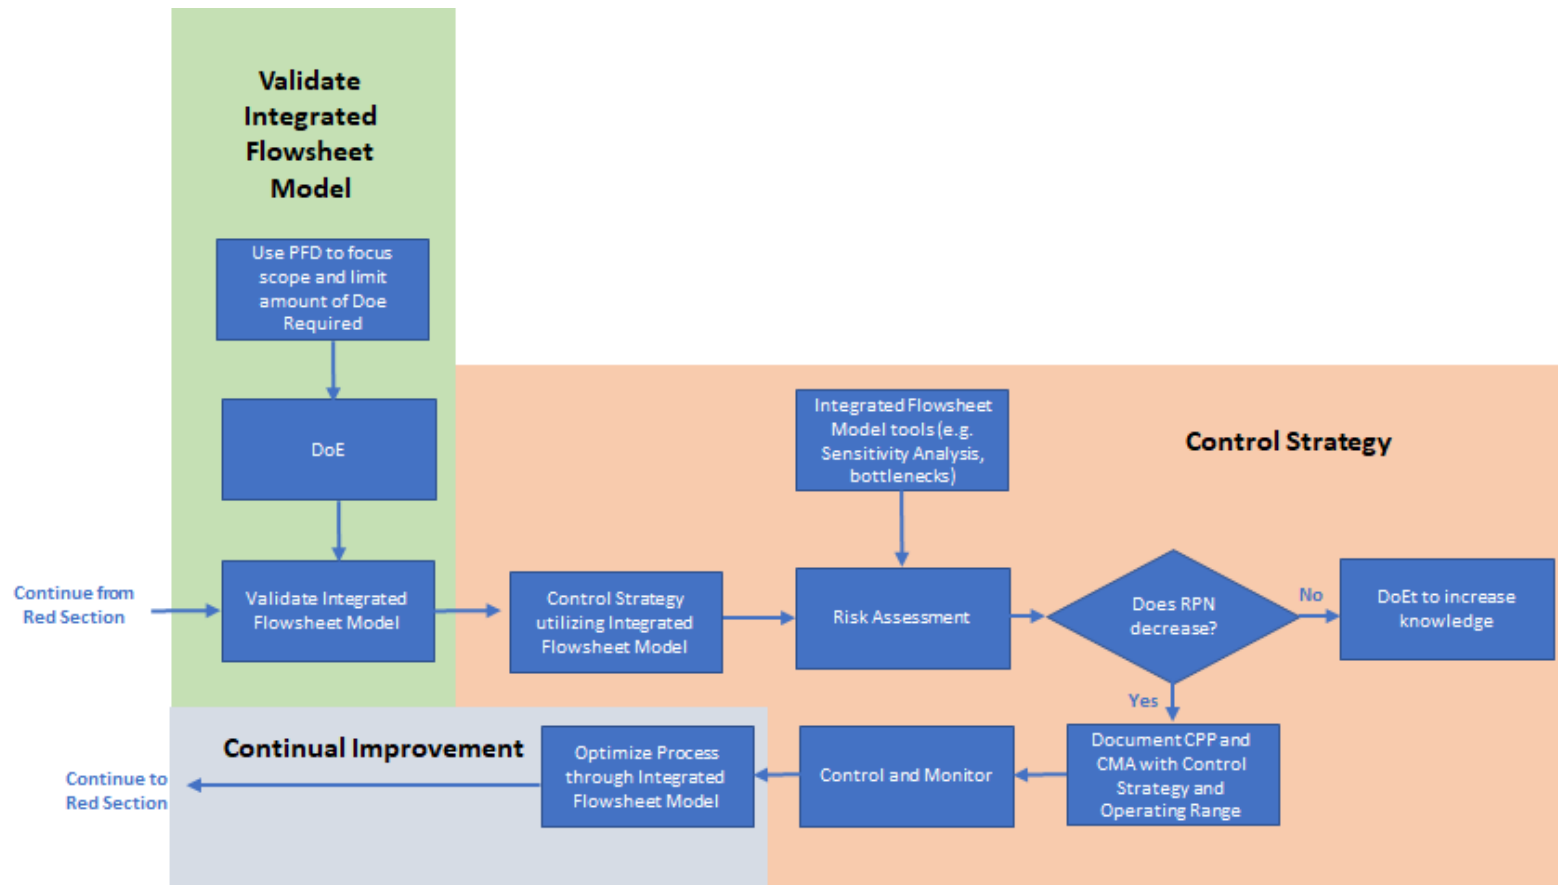 Validate
Integrated
Flowsheet
Model
Use PFD to focus
scope and limit
amount of Doe
Required
DoE
Continue from
Red Section
Validate Integrated
Flowsheet Model
Control Strategy
Integrated Flowsheet
Model tools (e.g.
Sensitivity Analysis,
bottlenecks)
Control Strategy
utilizing Integrated
Flowsheet Model
Risk Assessment
Does RPN
decrease?
No
DoEt to increase
knowledge
Yes
Document CPP and
CMA with Control
Strategy and
Operating Range
Control and Monitor
Continual Improvement
Optimize Process
through Integrated
Flowsheet Model
Continue to
Red Section